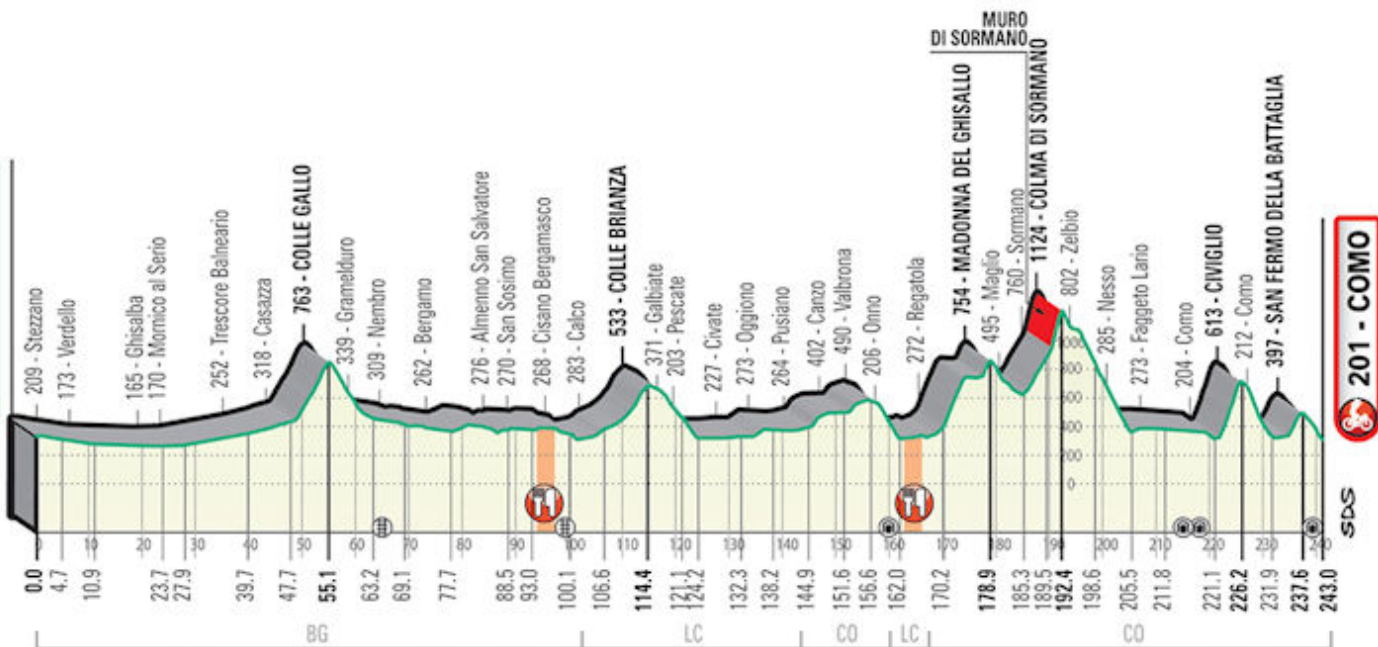 MURO
DI SORMANO
209 - Stezzano
173 - Verdello
165 - Ghisalba
170 - Mornico al Serio
252 - Trescore Balneario
318 - Casazza
763 - COLLE GALLO
339 - Gramelduro
309 - Nembro
262 - Bergamo
276 - Almenno San Salvatore
270 - San Sosimo
268 - Cisano Bergamasco
283 - Calco
533 - COLLE BRIANZA
371 - Galbiate
203 - Pescate
227 - Civate
273 - Oggiono
264 - Pusiano
402 - Canzo
490 - Valbrona
206 - Onno
272 - Regatola
754 - MADONNA DEL GHISALLO
495 - Maglio
760 - Sormano
1124 - COLMA DI SORMANO
802 - Zelbio
285 - Nesso
273 - Faggeto Lario
204 - Como
613 - CIVIGLIO
212 - Como
397 - SAN FERMO DELLA BATTAGLIA
201 - COMO
1000
800
600
400
200
0
SDS
0 10 20 30 40 50 60 70 80 90 100 110 120 130 140 150 160 170 180 190 200 210 220 230 240
0.0 4.7 10.9 23.7 27.9 39.7 47.7 55.1 63.2 69.1 77.7 88.5 93.0 100.1 106.6 114.4 121.1 124.2 132.3 138.2 144.9 151.6 156.6 162.0 170.2 178.9 185.3 189.5 192.4 198.6 205.5 211.8 221.1 226.2 231.9 237.6 243.0
BG LC CO LC CO